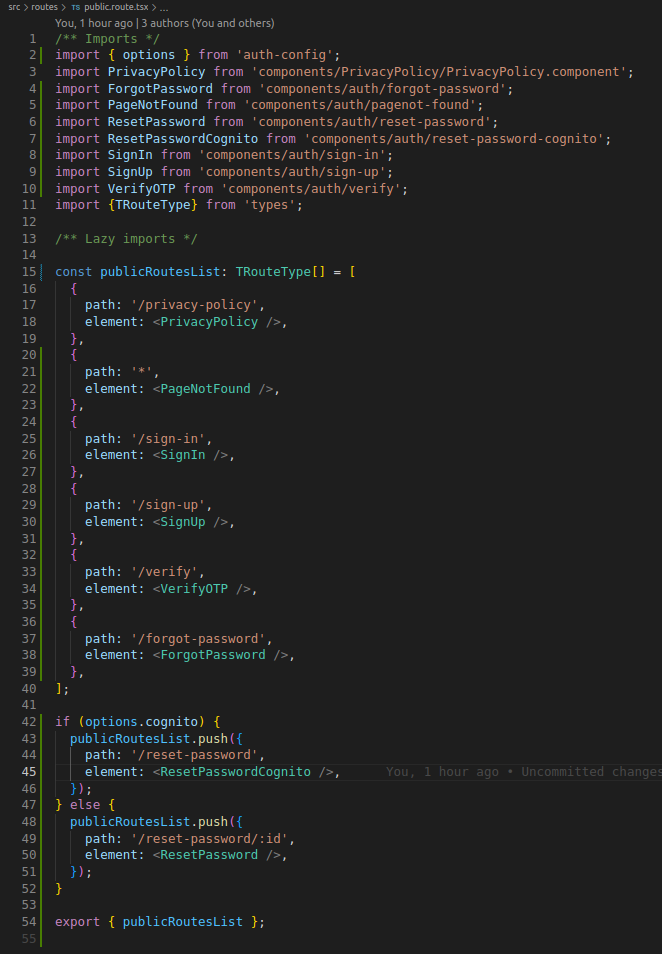 src > routes > TS public.route.tsx > ...
You, 1 hour ago | 3 authors (You and others)
1 /** Imports */
2 import { options } from 'auth-config';
3 import PrivacyPolicy from 'components/PrivacyPolicy/PrivacyPolicy.component';
4 import ForgotPassword from 'components/auth/forgot-password';
5 import PageNotFound from 'components/auth/pagenot-found';
6 import ResetPassword from 'components/auth/reset-password';
7 import ResetPasswordCognito from 'components/auth/reset-password-cognito';
8 import SignIn from 'components/auth/sign-in';
9 import SignUp from 'components/auth/sign-up';
10 import VerifyOTP from 'components/auth/verify';
11 import {TRouteType} from 'types';
12
13 /** Lazy imports */
14
15 const publicRoutesList: TRouteType[] = [
16   {
17     path: '/privacy-policy',
18     element: <PrivacyPolicy />,
19   },
20   {
21     path: '*',
22     element: <PageNotFound />,
23   },
24   {
25     path: '/sign-in',
26     element: <SignIn />,
27   },
28   {
29     path: '/sign-up',
30     element: <SignUp />,
31   },
32   {
33     path: '/verify',
34     element: <VerifyOTP />,
35   },
36   {
37     path: '/forgot-password',
38     element: <ForgotPassword />,
39   },
40 ];
41
42 if (options.cognito) {
43   publicRoutesList.push({
44     path: '/reset-password',
45     element: <ResetPasswordCognito />, You, 1 hour ago • Uncommitted changes
46   });
47 } else {
48   publicRoutesList.push({
49     path: '/reset-password/:id',
50     element: <ResetPassword />,
51   });
52 }
53
54 export { publicRoutesList };
55